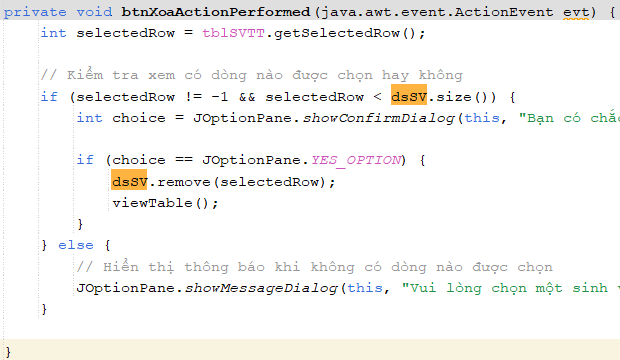 private void btnXoaActionPerformed(java.awt.event.ActionEvent evt) {
int selectedRow = tblSVTT.getSelectedRow();
// Kiểm tra xem có dòng nào được chọn hay không
if (selectedRow != -1 && selectedRow < dsSV.size()) {
int choice = JOptionPane.showConfirmDialog(this, "Bạn có chắc
if (choice == JOptionPane.YES_OPTION) {
dsSV.remove(selectedRow);
viewTable();
}
} else {
// Hiển thị thông báo khi không có dòng nào được chọn
JOptionPane.showMessageDialog(this, "Vui lòng chọn một sinh
}
}